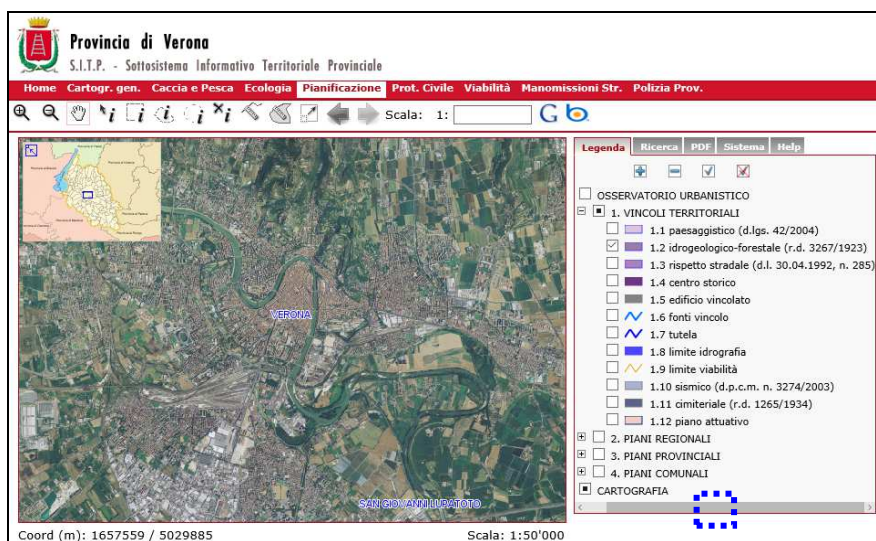 Provincia di Verona
S.I.T.P. - Sottosistema Informativo Territoriale Provinciale
Home Cartogr. gen. Caccia e Pesca Ecologia Pianificazione Prot. Civile Viabilità Manomissioni Str. Polizia Prov.
Scala: 1:
Legenda Ricerca PDF Sistema Help
OSSERVATORIO URBANISTICO
1. VINCOLI TERRITORIALI
1.1 paesaggistico (d.lgs. 42/2004)
1.2 idrogeologico-forestale (r.d. 3267/1923)
1.3 rispetto stradale (d.l. 30.04.1992, n. 285)
1.4 centro storico
1.5 edificio vincolato
1.6 fonti vincolo
1.7 tutela
1.8 limite idrografia
1.9 limite viabilità
1.10 sismico (d.p.c.m. n. 3274/2003)
1.11 cimiteriale (r.d. 1265/1934)
1.12 piano attuativo
2. PIANI REGIONALI
3. PIANI PROVINCIALI
4. PIANI COMUNALI
CARTOGRAFIA
VERONA
SAN GIOVANNI LUPATOTO
Coord (m): 1657559 / 5029885 Scala: 1:50'000